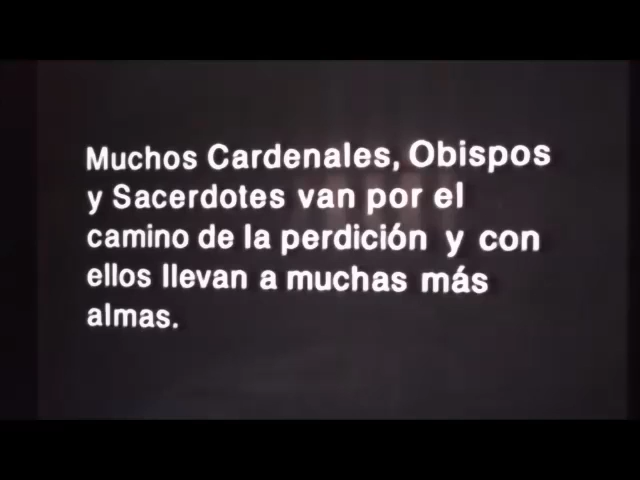 Muchos Cardenales, Obispos
y Sacerdotes van por el
camino de la perdición y con
ellos llevan a muchas más
almas.